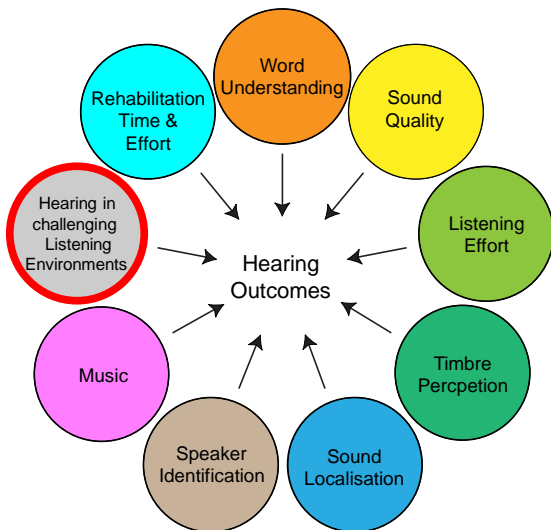 Word
Understanding
Sound
Quality
Listening
Effort
Timbre
Percpetion
Sound
Localisation
Speaker
Identification
Music
Hearing in
challenging
Listening
Environments
Rehabilitation
Time &
Effort
Hearing
Outcomes